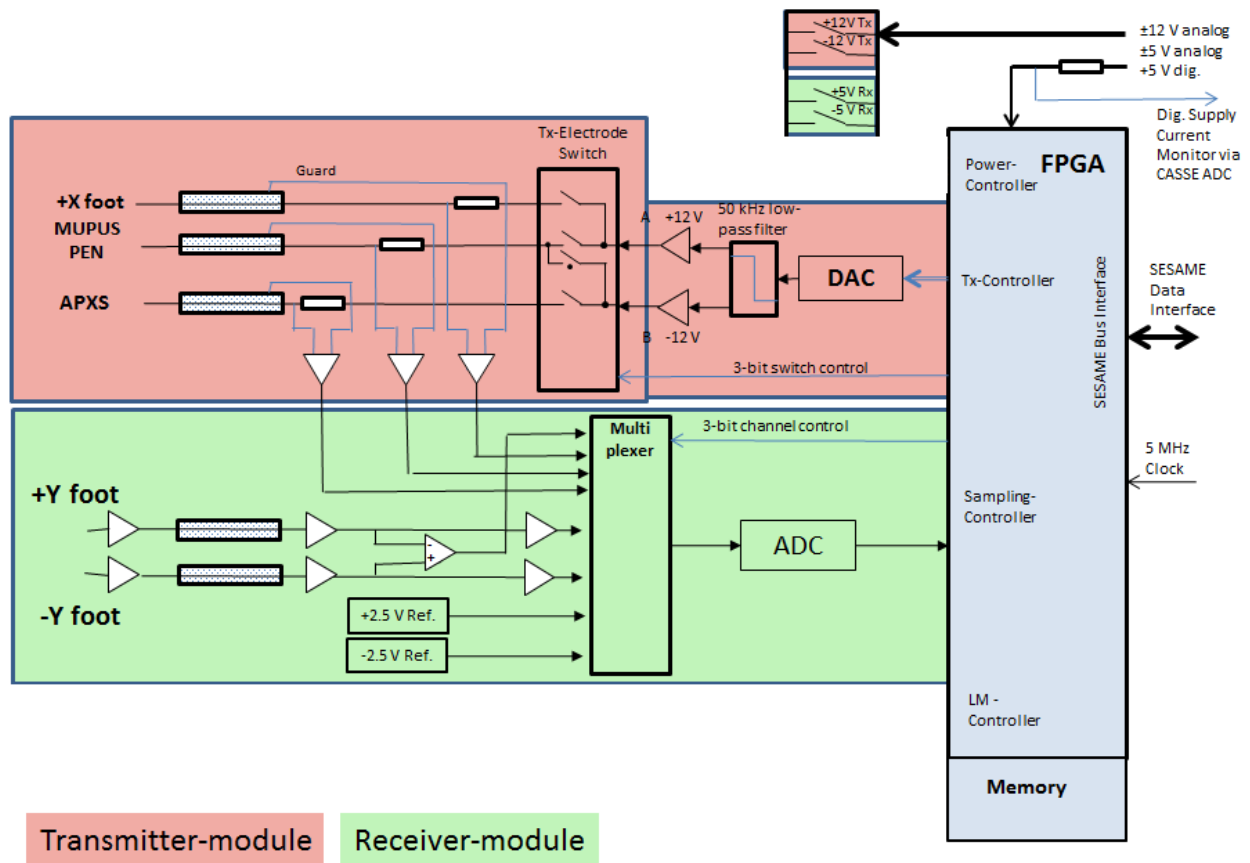 +12V Tx
-12V Tx
+5V Rx
-5V Rx
±12 V analog
±5 V analog
+5 V dig.
Dig. Supply
Current
Monitor via
CASSE ADC
Tx-Electrode
Switch
Guard
+X foot
MUPUS
PEN
APXS
A
+12 V
B
-12 V
50 kHz low-
pass filter
DAC
3-bit switch control
Power-
Controller
FPGA
Tx-Controller
SESAME Bus Interface
SESAME
Data
Interface
5 MHz
Clock
Multi
plexer
3-bit channel control
+Y foot
-Y foot
-
+
+2.5 V Ref.
-2.5 V Ref.
ADC
Sampling-
Controller
LM -
Controller
Memory
Transmitter-module
Receiver-module